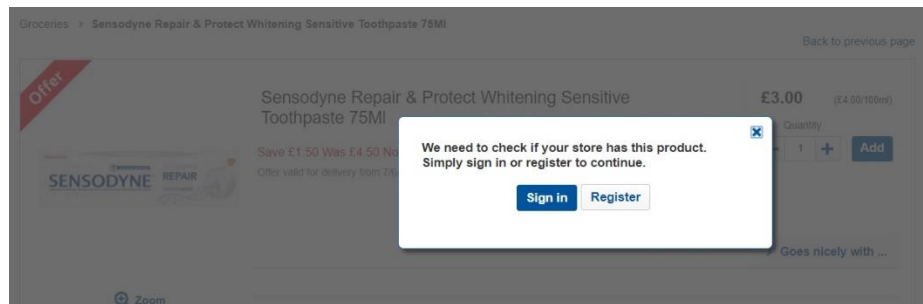 Groceries > Sensodyne Repair & Protect Whitening Sensitive Toothpaste 75Ml
Back to previous page
Offer
Sensodyne Repair & Protect Whitening Sensitive
Toothpaste 75Ml
£3.00 (£4.00/100ml)
Quantity
- 1 + Add
Save £1.50 Was £4.50 No
Offer valid for delivery from 7/
SENSODYNE REPAIR
We need to check if your store has this product.
Simply sign in or register to continue.
Sign in Register
Goes nicely with ...
Zoom